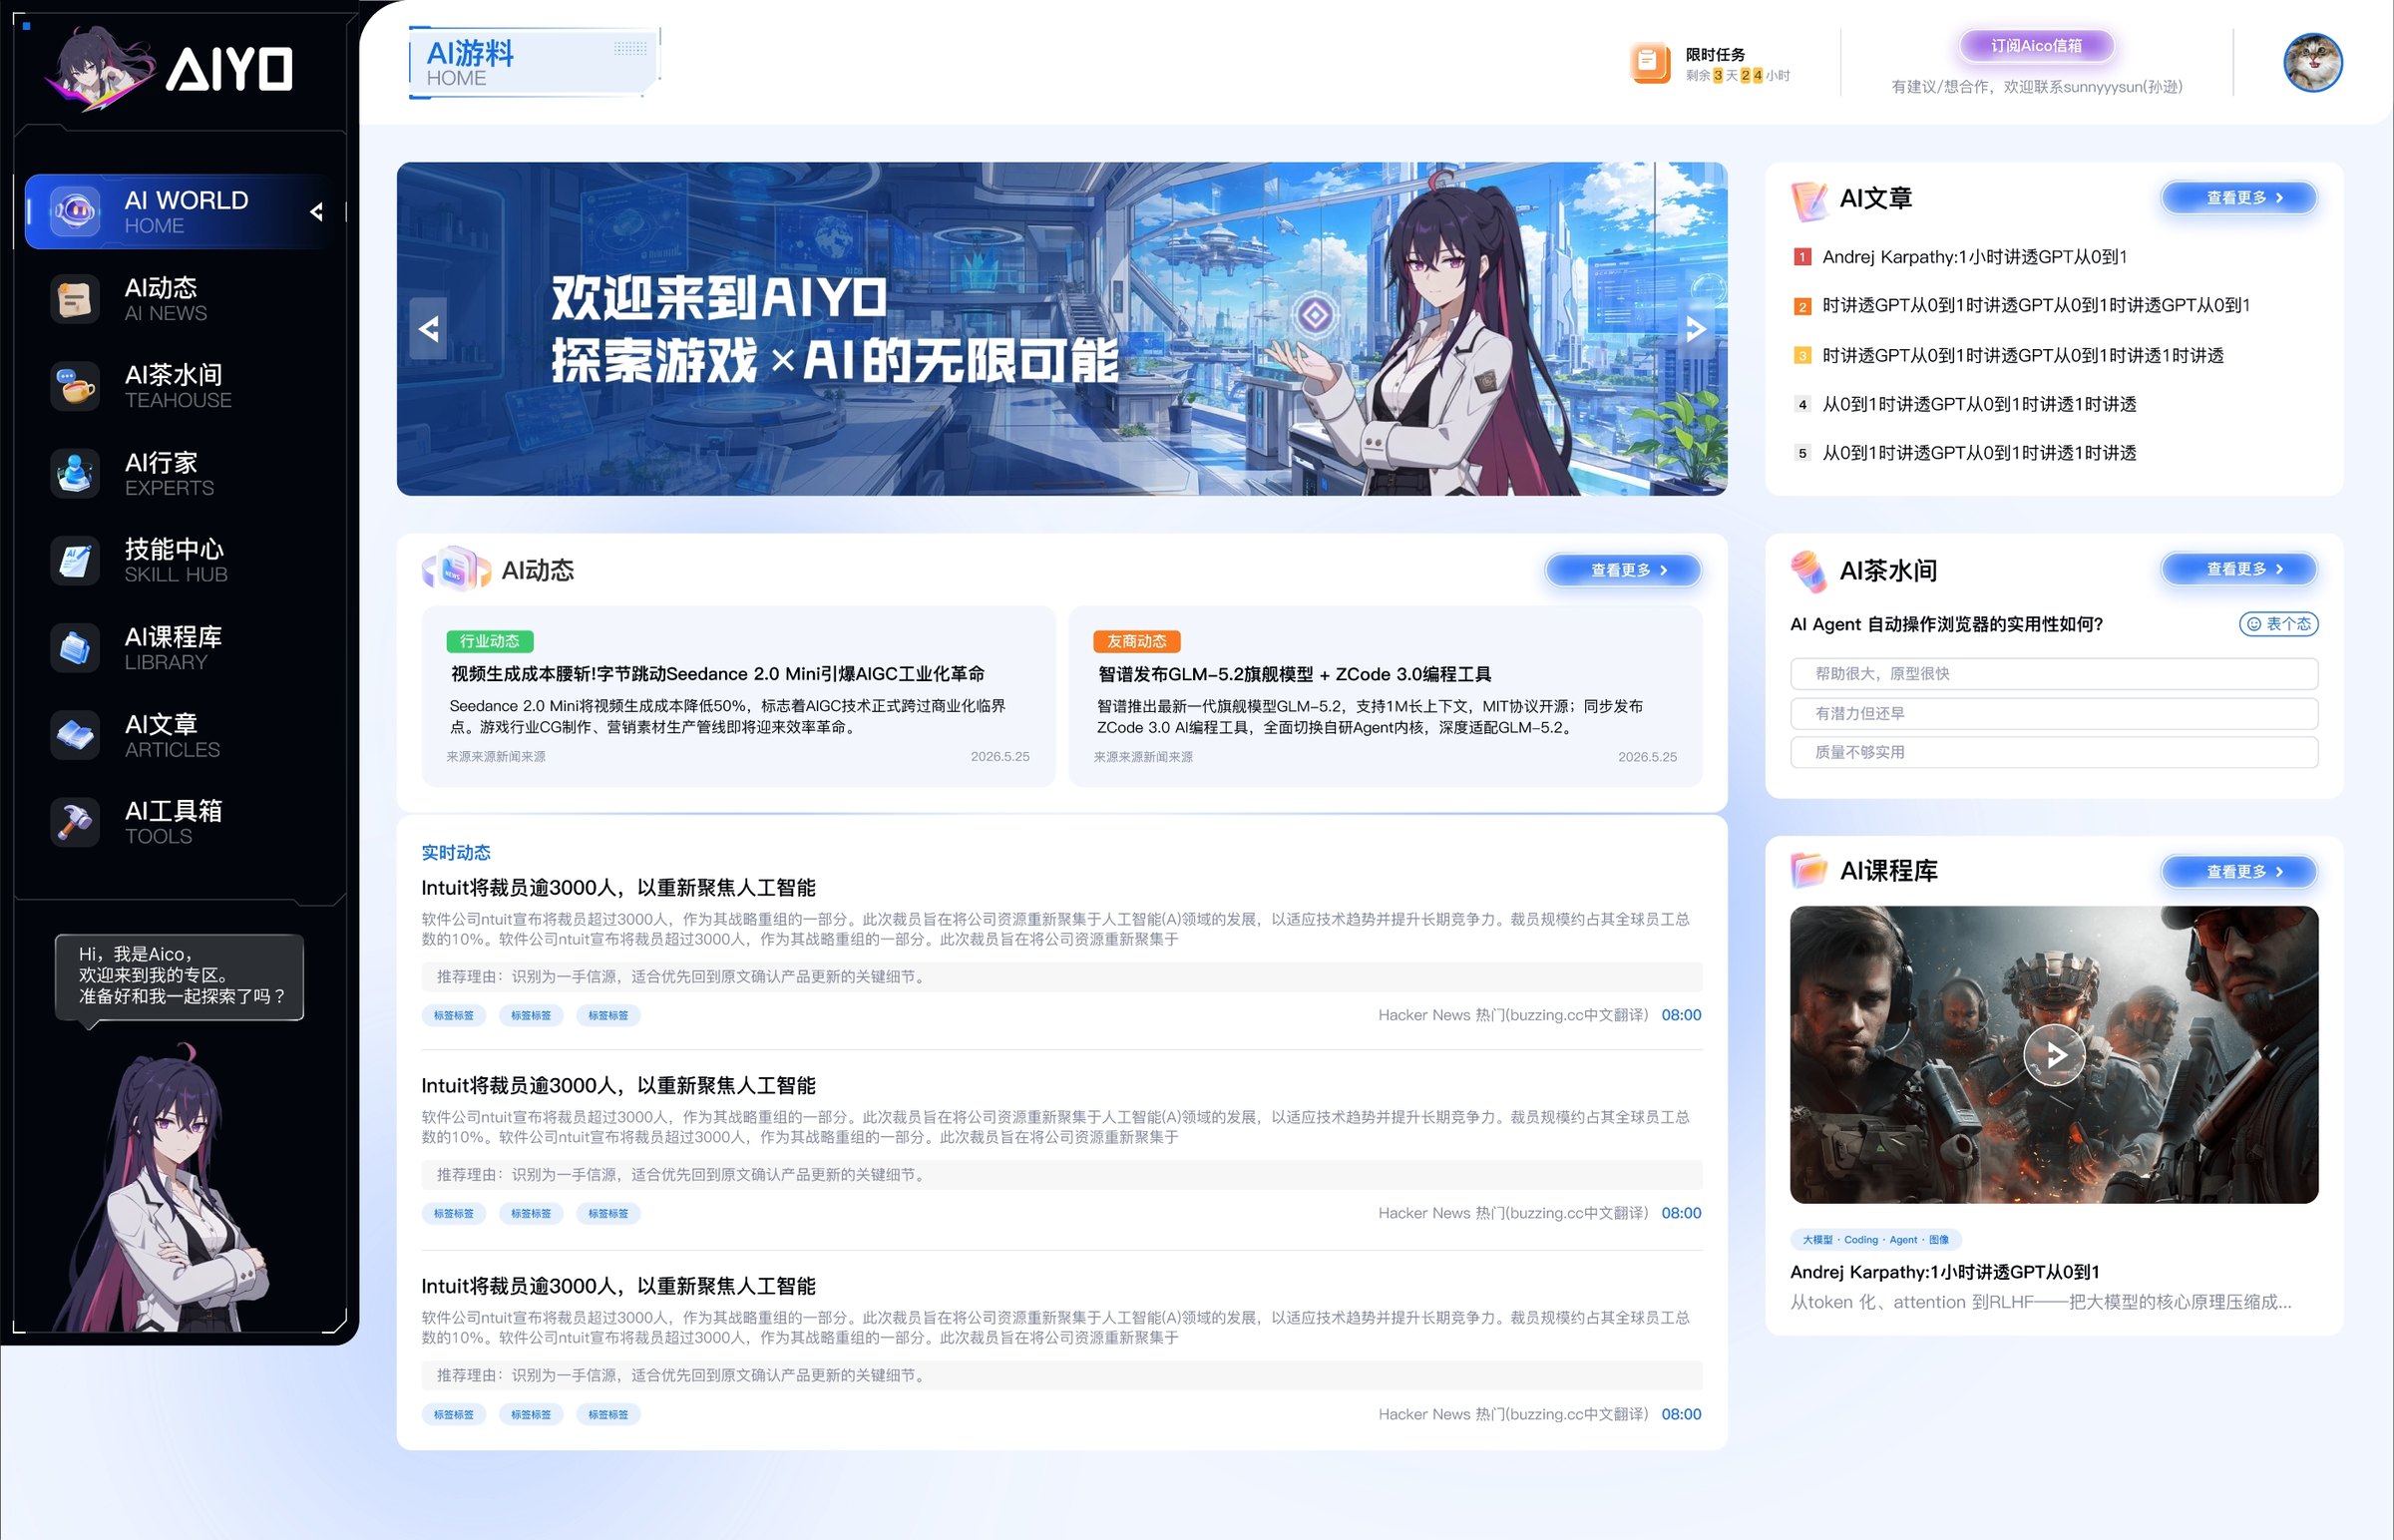 AIYO
AI WORLD
HOME
AI动态
AI NEWS
AI茶水间
TEAHOUSE
AI行家
EXPERTS
技能中心
SKILL HUB
AI课程库
LIBRARY
AI文章
ARTICLES
AI工具箱
TOOLS
Hi，我是Aico，
欢迎来到我的专区。
准备好和我一起探索了吗？
AI游料
HOME
限时任务
剩余3天24小时
订阅Aico信箱
有建议/想合作，欢迎联系sunnyyysun(孙逊)
欢迎来到AIYO
探索游戏×AI的无限可能
AI文章
查看更多
1 Andrej Karpathy:1小时讲透GPT从0到1
2 时讲透GPT从0到1时讲透GPT从0到1时讲透GPT从0到1
3 时讲透GPT从0到1时讲透GPT从0到1时讲透1时讲透
4 从0到1时讲透GPT从0到1时讲透1时讲透
5 从0到1时讲透GPT从0到1时讲透1时讲透
NEWS
AI动态
查看更多
行业动态
视频生成成本腰斩!字节跳动Seedance 2.0 Mini引爆AIGC工业化革命
Seedance 2.0 Mini将视频生成成本降低50%，标志着AIGC技术正式跨过商业化临界
点。游戏行业CG制作、营销素材生产管线即将迎来效率革命。
来源来源新闻来源 2026.5.25
友商动态
智谱发布GLM-5.2旗舰模型 + ZCode 3.0编程工具
智谱推出最新一代旗舰模型GLM-5.2，支持1M长上下文，MIT协议开源；同步发布
ZCode 3.0 AI编程工具，全面切换自研Agent内核，深度适配GLM-5.2。
来源来源新闻来源 2026.5.25
实时动态
Intuit将裁员逾3000人，以重新聚焦人工智能
软件公司ntuit宣布将裁员超过3000人，作为其战略重组的一部分。此次裁员旨在将公司资源重新聚集于人工智能(A)领域的发展，以适应技术趋势并提升长期竞争力。裁员规模约占其全球员工总
数的10%。软件公司ntuit宣布将裁员超过3000人，作为其战略重组的一部分。此次裁员旨在将公司资源重新聚集于
推荐理由：识别为一手信源，适合优先回到原文确认产品更新的关键细节。
标签标签 标签标签 标签标签
Hacker News 热门(buzzing.cc中文翻译) 08:00
Intuit将裁员逾3000人，以重新聚焦人工智能
软件公司ntuit宣布将裁员超过3000人，作为其战略重组的一部分。此次裁员旨在将公司资源重新聚集于人工智能(A)领域的发展，以适应技术趋势并提升长期竞争力。裁员规模约占其全球员工总
数的10%。软件公司ntuit宣布将裁员超过3000人，作为其战略重组的一部分。此次裁员旨在将公司资源重新聚集于
推荐理由：识别为一手信源，适合优先回到原文确认产品更新的关键细节。
标签标签 标签标签 标签标签
Hacker News 热门(buzzing.cc中文翻译) 08:00
Intuit将裁员逾3000人，以重新聚焦人工智能
软件公司ntuit宣布将裁员超过3000人，作为其战略重组的一部分。此次裁员旨在将公司资源重新聚集于人工智能(A)领域的发展，以适应技术趋势并提升长期竞争力。裁员规模约占其全球员工总
数的10%。软件公司ntuit宣布将裁员超过3000人，作为其战略重组的一部分。此次裁员旨在将公司资源重新聚集于
推荐理由：识别为一手信源，适合优先回到原文确认产品更新的关键细节。
标签标签 标签标签 标签标签
Hacker News 热门(buzzing.cc中文翻译) 08:00
AI茶水间
查看更多
AI Agent 自动操作浏览器的实用性如何?
表个态
帮助很大，原型很快
有潜力但还早
质量不够实用
AI课程库
查看更多
大模型 · Coding · Agent · 图像
Andrej Karpathy:1小时讲透GPT从0到1
从token 化、attention 到RLHF——把大模型的核心原理压缩成...